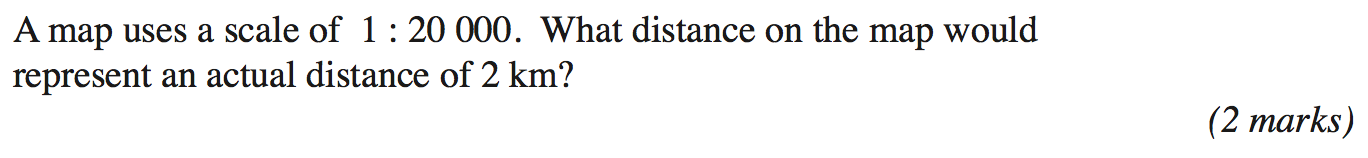 A map uses a scale of 1 : 20 000. What distance on the map would
represent an actual distance of 2 km?
(2 marks)